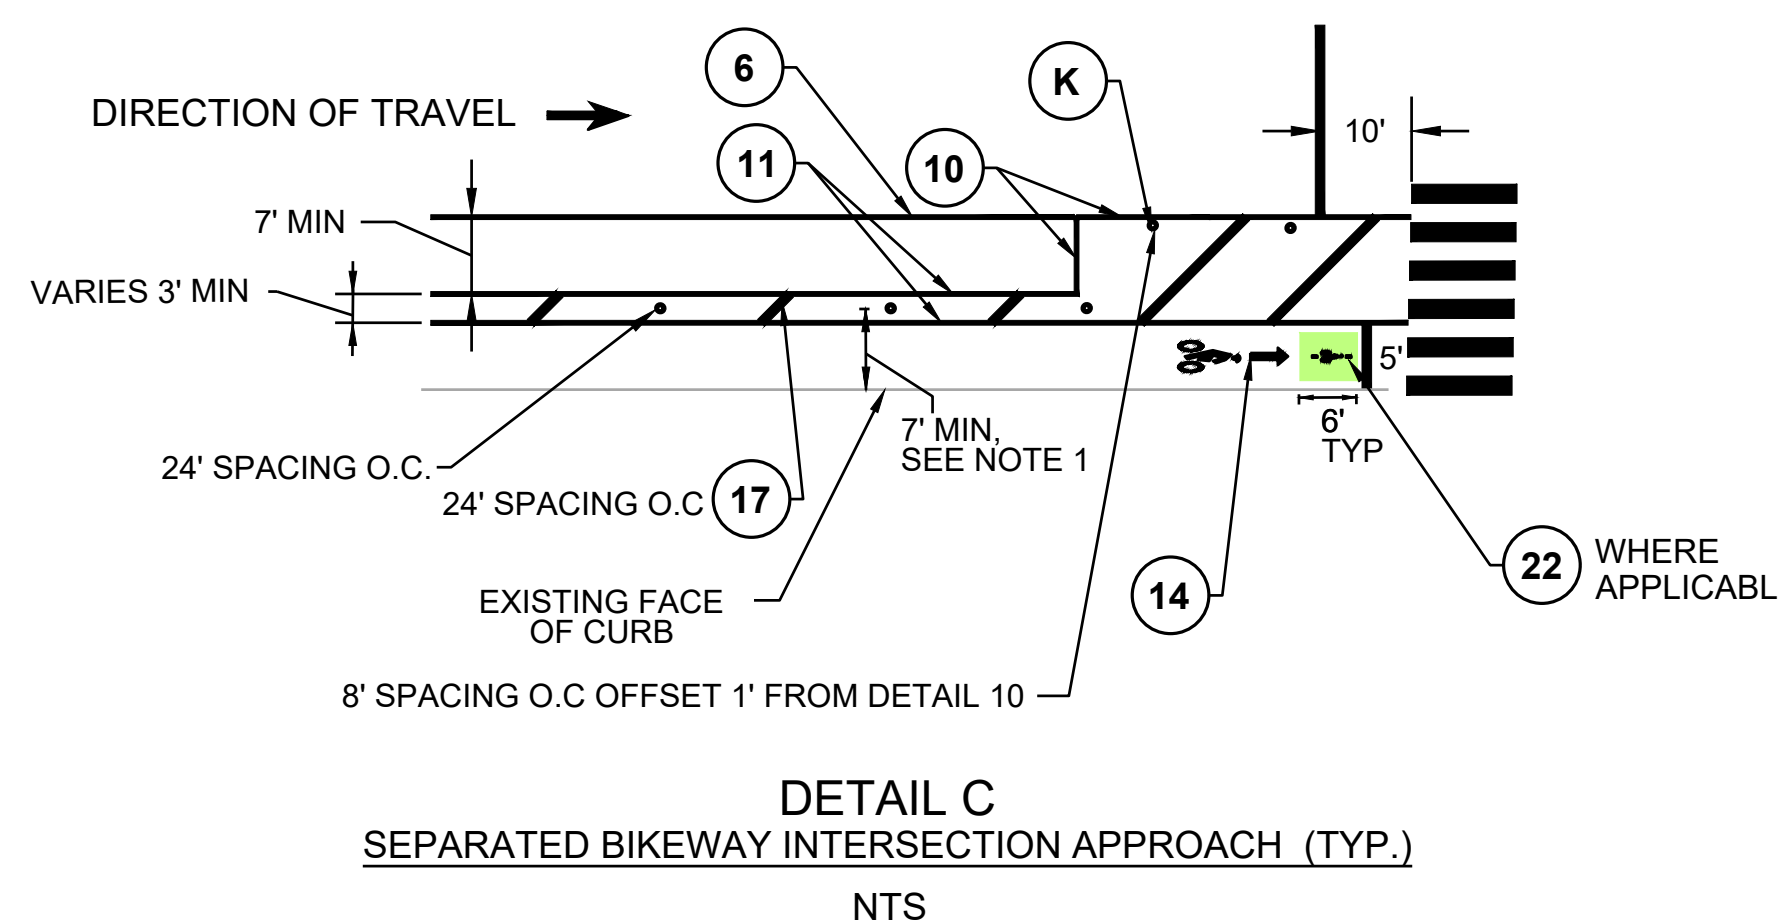 6
K
DIRECTION OF TRAVEL
10'
11
10
7' MIN
VARIES 3' MIN
5'
7' MIN,
SEE NOTE 1
6'
TYP
24' SPACING O.C.
24' SPACING O.C
17
22
WHERE
APPLICABL
14
EXISTING FACE
OF CURB
8' SPACING O.C OFFSET 1' FROM DETAIL 10
DETAIL C
SEPARATED BIKEWAY INTERSECTION APPROACH (TYP.)
NTS